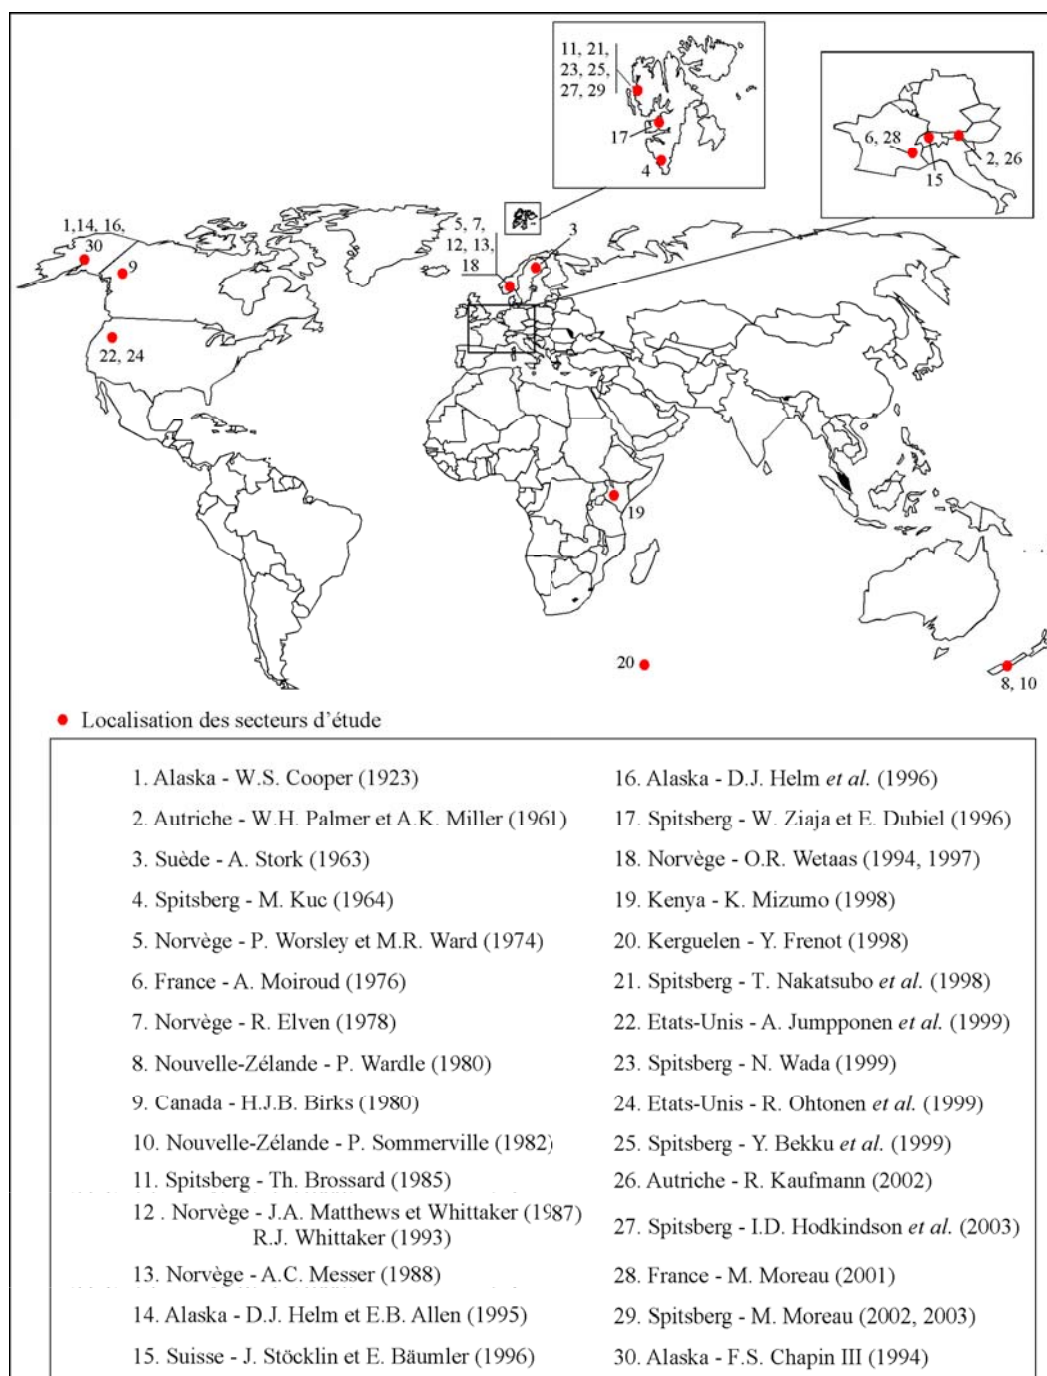 11, 21,
23, 25,
27, 29
17
4
6, 28
15
2, 26
1,14, 16,
30
9
22, 24
5, 7,
12, 13,
18
3
19
20
8, 10
Localisation des secteurs d'étude
1. Alaska - W.S. Cooper (1923)
2. Autriche - W.H. Palmer et A.K. Miller (1961)
3. Suède - A. Stork (1963)
4. Spitsberg - M. Kuc (1964)
5. Norvège - P. Worsley et M.R. Ward (1974)
6. France - A. Moiroud (1976)
7. Norvège - R. Elven (1978)
8. Nouvelle-Zélande - P. Wardle (1980)
9. Canada - H.J.B. Birks (1980)
10. Nouvelle-Zélande - P. Sommerville (1982)
11. Spitsberg - Th. Brossard (1985)
12 . Norvège - J.A. Matthews et Whittaker (1987)
R.J. Whittaker (1993)
13. Norvège - A.C. Messer (1988)
14. Alaska - D.J. Helm et E.B. Allen (1995)
15. Suisse - J. Stöcklin et E. Bäumler (1996)
16. Alaska - D.J. Helm et al. (1996)
17. Spitsberg - W. Ziaja et E. Dubiel (1996)
18. Norvège - O.R. Wetaas (1994, 1997)
19. Kenya - K. Mizumo (1998)
20. Kerguelen - Y. Frenot (1998)
21. Spitsberg - T. Nakatsubo et al. (1998)
22. Etats-Unis - A. Jumpponen et al. (1999)
23. Spitsberg - N. Wada (1999)
24. Etats-Unis - R. Ohtonen et al. (1999)
25. Spitsberg - Y. Bekku et al. (1999)
26. Autriche - R. Kaufmann (2002)
27. Spitsberg - I.D. Hodkindson et al. (2003)
28. France - M. Moreau (2001)
29. Spitsberg - M. Moreau (2002, 2003)
30. Alaska - F.S. Chapin III (1994)